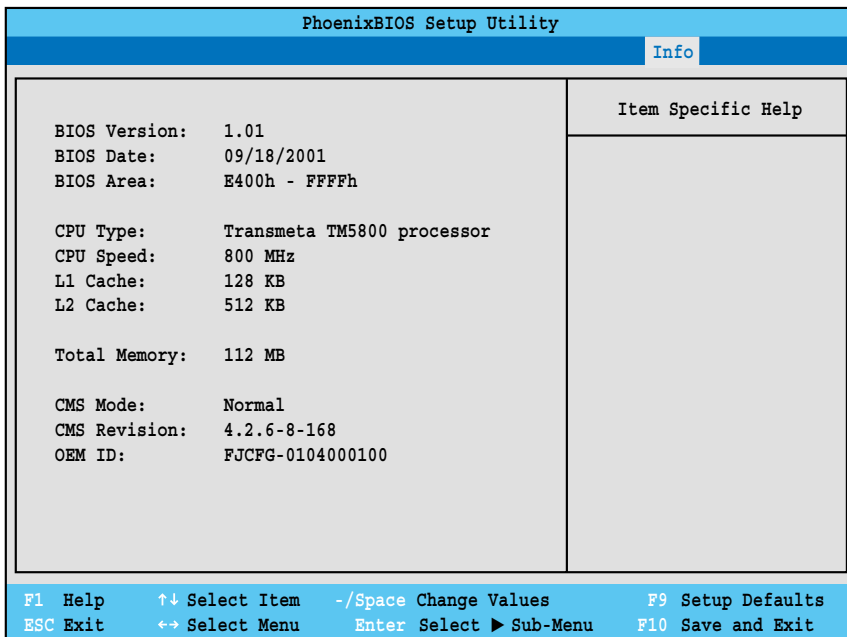 PhoenixBIOS Setup Utility
Info
Item Specific Help
BIOS Version: 1.01
BIOS Date: 09/18/2001
BIOS Area: E400h - FFFFh
CPU Type: Transmeta TM5800 processor
CPU Speed: 800 MHz
L1 Cache: 128 KB
L2 Cache: 512 KB
Total Memory: 112 MB
CMS Mode: Normal
CMS Revision: 4.2.6-8-168
OEM ID: FJCFG-0104000100
F1 Help ↑↓ Select Item -/Space Change Values F9 Setup Defaults
ESC Exit ←→ Select Menu Enter Select ▶ Sub-Menu F10 Save and Exit